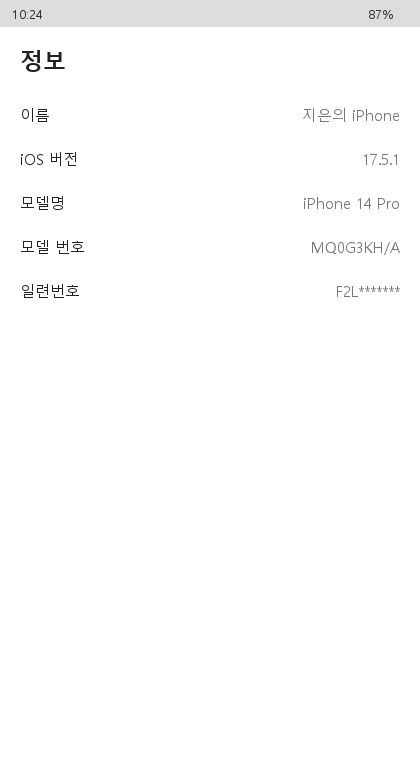 10:24 87%
정보
이름 지은의 iPhone
iOS 버전 17.5.1
모델명 iPhone 14 Pro
모델 번호 MQ0G3KH/A
일련번호 F2L*******